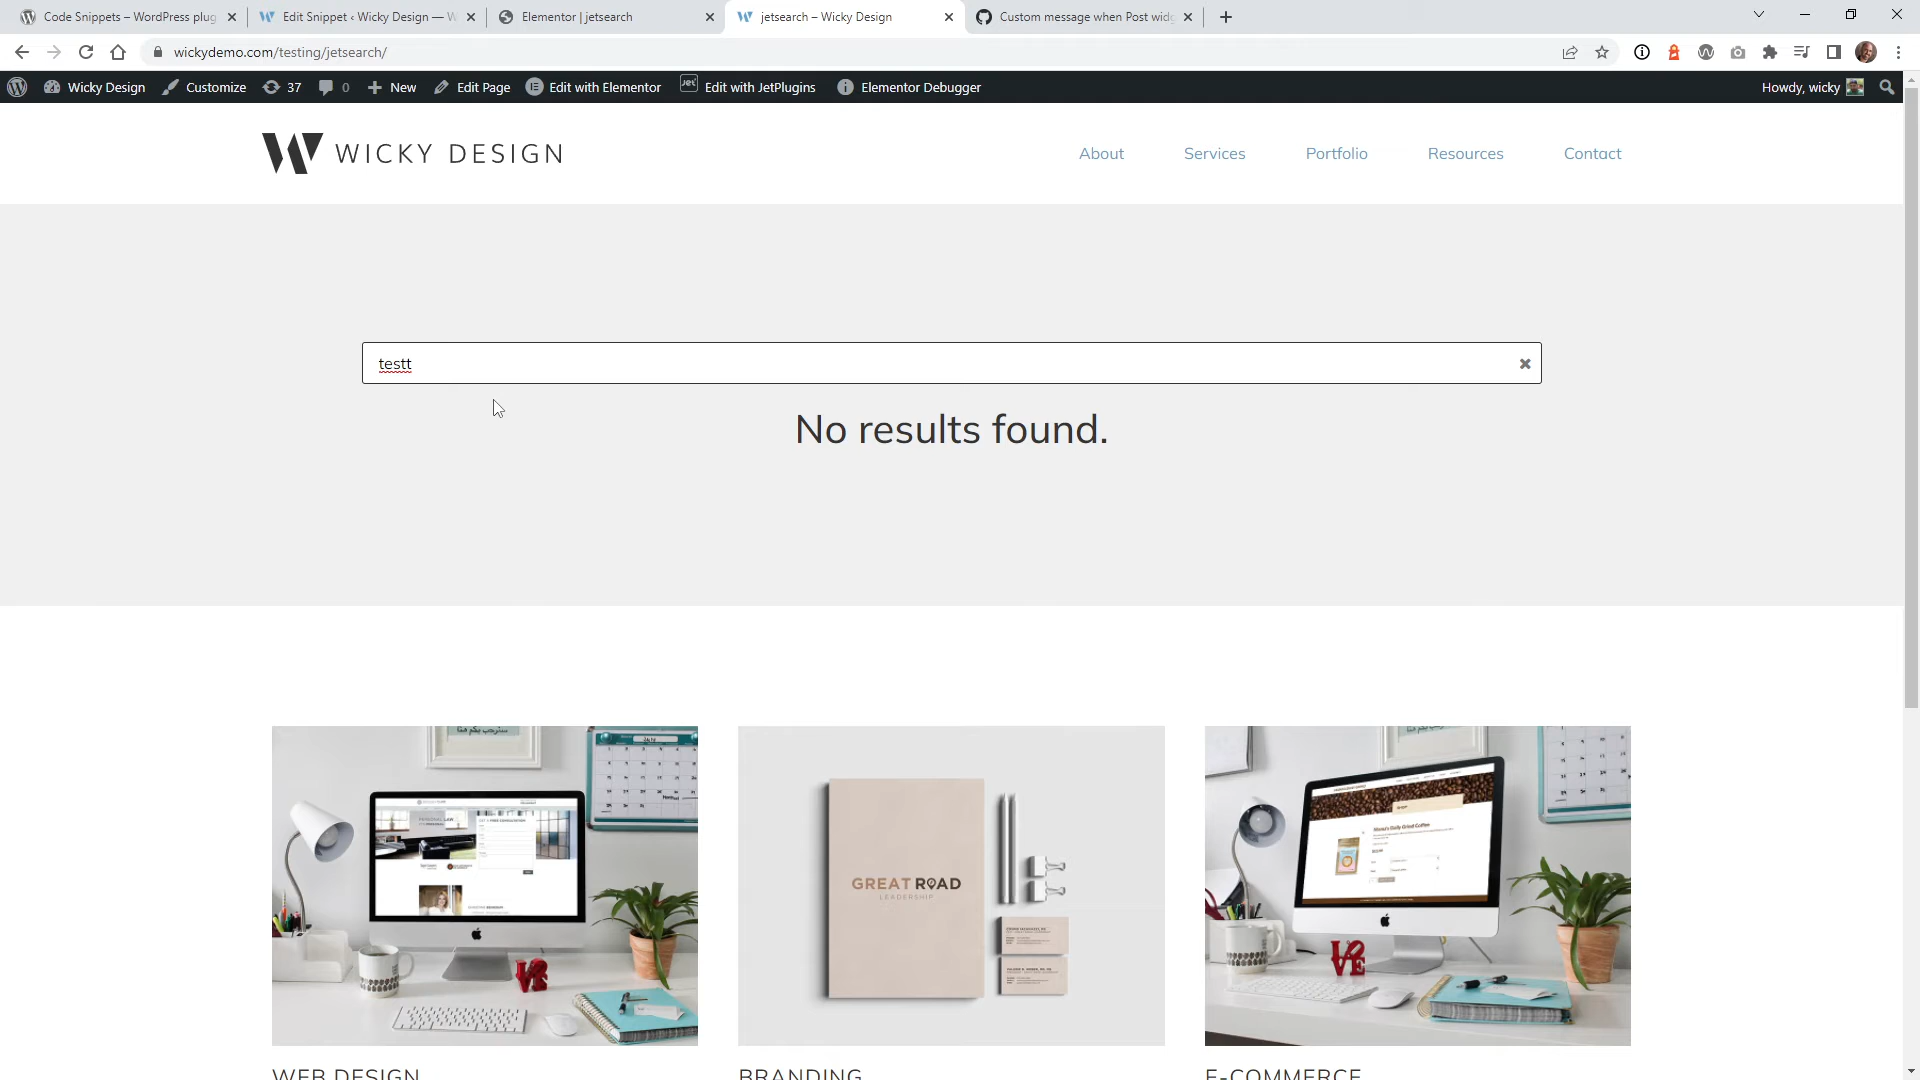 Code Snippets – WordPress plug
Edit Snippet ‹ Wicky Design — W
Elementor | jetsearch
jetsearch – Wicky Design
Custom message when Post widg
wickydemo.com/testing/jetsearch/
Wicky Design
Customize
37
0
New
Edit Page
Edit with Elementor
Jet
Edit with JetPlugins
Elementor Debugger
Howdy, wicky
WICKY DESIGN
About
Services
Portfolio
Resources
Contact
testt
No results found.
GREAT ROAD
LEADERSHIP
WEB DESIGN
BRANDING
E-COMMERCE